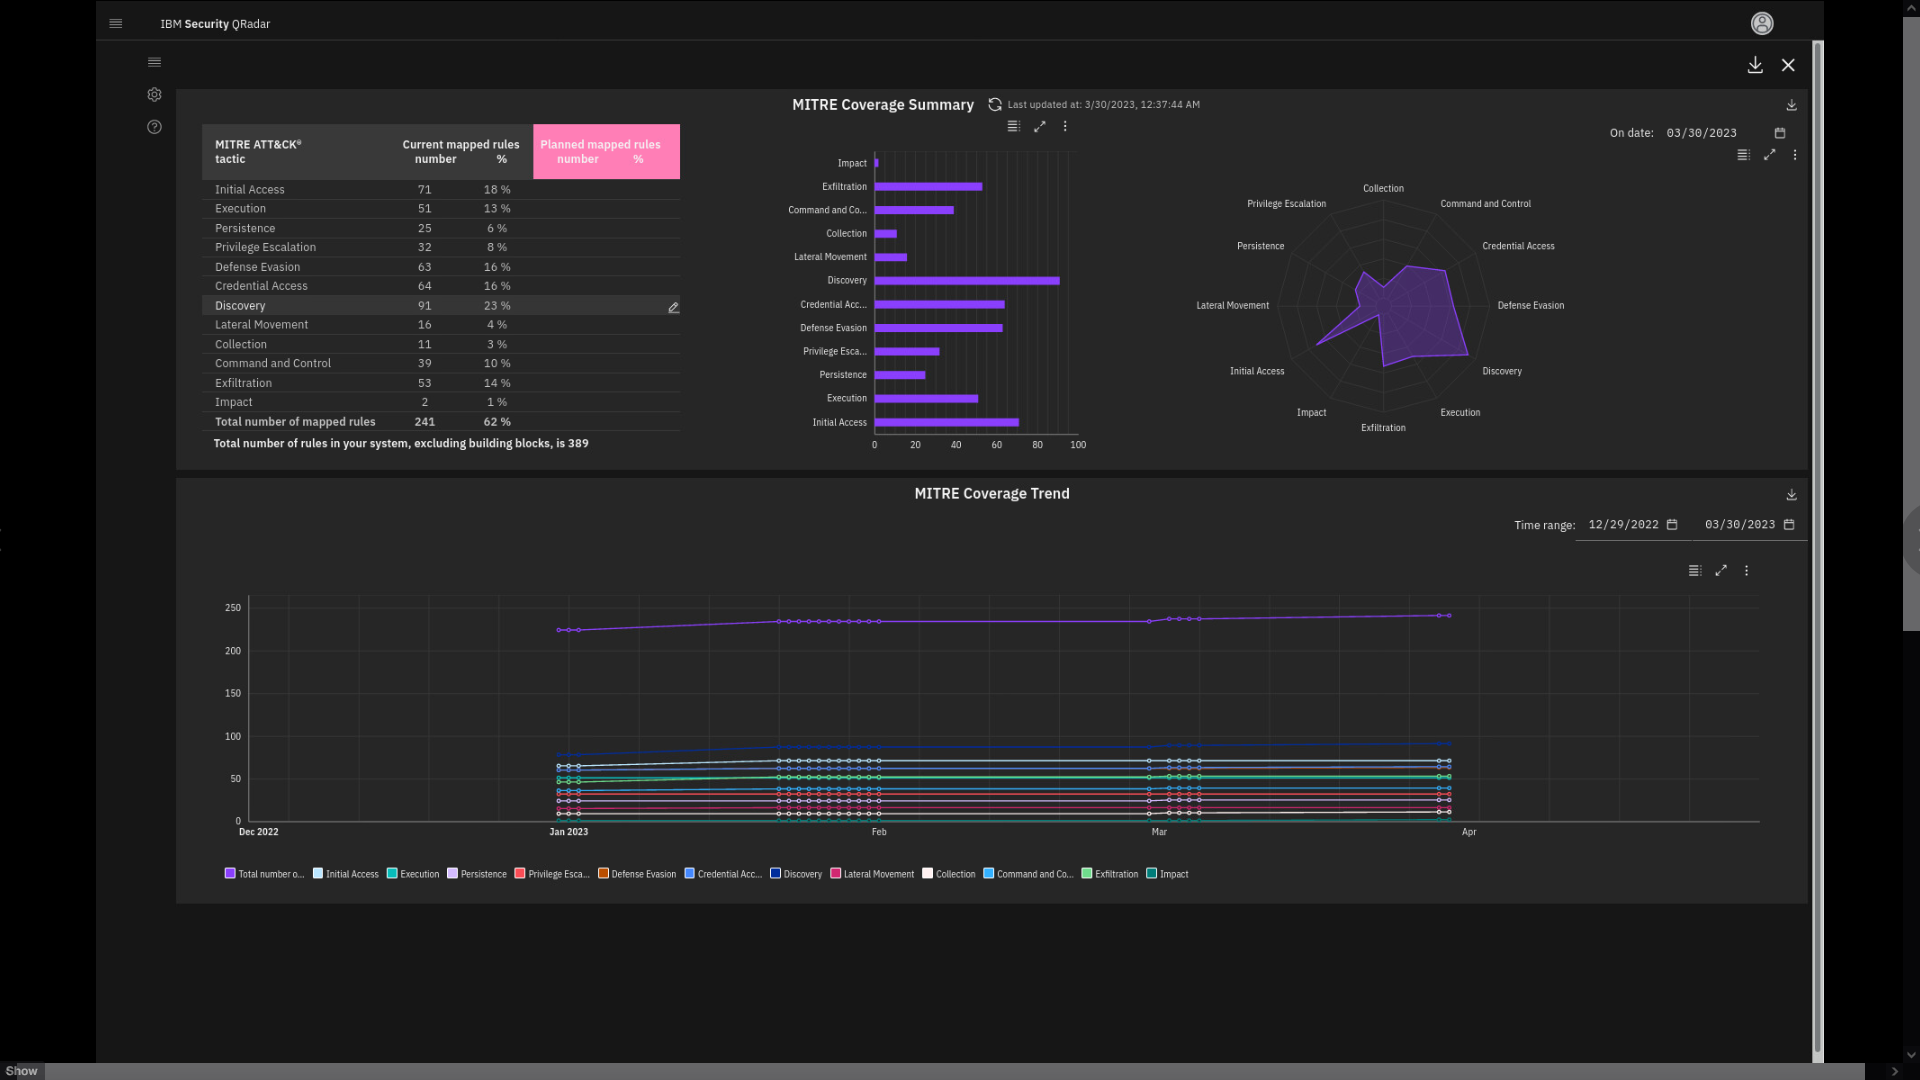 IBM Security QRadar
MITRE Coverage Summary
Last updated at: 3/30/2023, 12:37:44 AM
On date: 03/30/2023
MITRE ATT&CK® tactic
Current mapped rules
number %
Planned mapped rules
number %
Initial Access 71 18 %
Execution 51 13 %
Persistence 25 6 %
Privilege Escalation 32 8 %
Defense Evasion 63 16 %
Credential Access 64 16 %
Discovery 91 23 %
Lateral Movement 16 4 %
Collection 11 3 %
Command and Control 39 10 %
Exfiltration 53 14 %
Impact 2 1 %
Total number of mapped rules 241 62 %
Total number of rules in your system, excluding building blocks, is 389
Impact
Exfiltration
Command and Co...
Collection
Lateral Movement
Discovery
Credential Acc...
Defense Evasion
Privilege Esca...
Persistence
Execution
Initial Access
0 20 40 60 80 100
Collection
Command and Control
Credential Access
Defense Evasion
Discovery
Execution
Exfiltration
Impact
Initial Access
Lateral Movement
Persistence
Privilege Escalation
MITRE Coverage Trend
Time range: 12/29/2022 03/30/2023
250
200
150
100
50
0
Dec 2022 Jan 2023 Feb Mar Apr
Total number o... Initial Access Execution Persistence Privilege Esca... Defense Evasion Credential Acc... Discovery Lateral Movement Collection Command and Co... Exfiltration Impact
Show